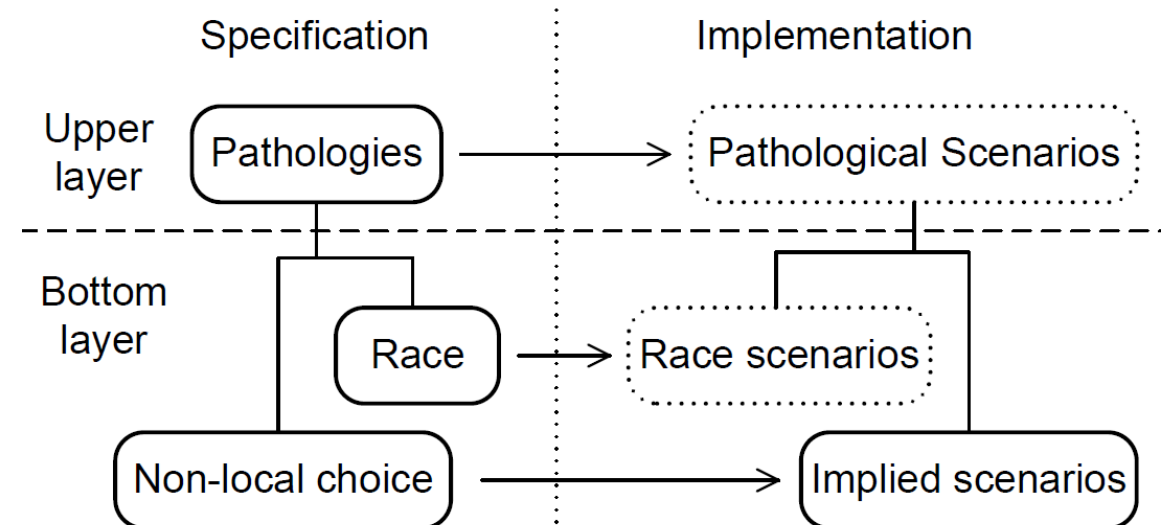 Specification
Implementation
Upper
layer
Pathologies
Pathological Scenarios
Bottom
layer
Race
Race scenarios
Non-local choice
Implied scenarios